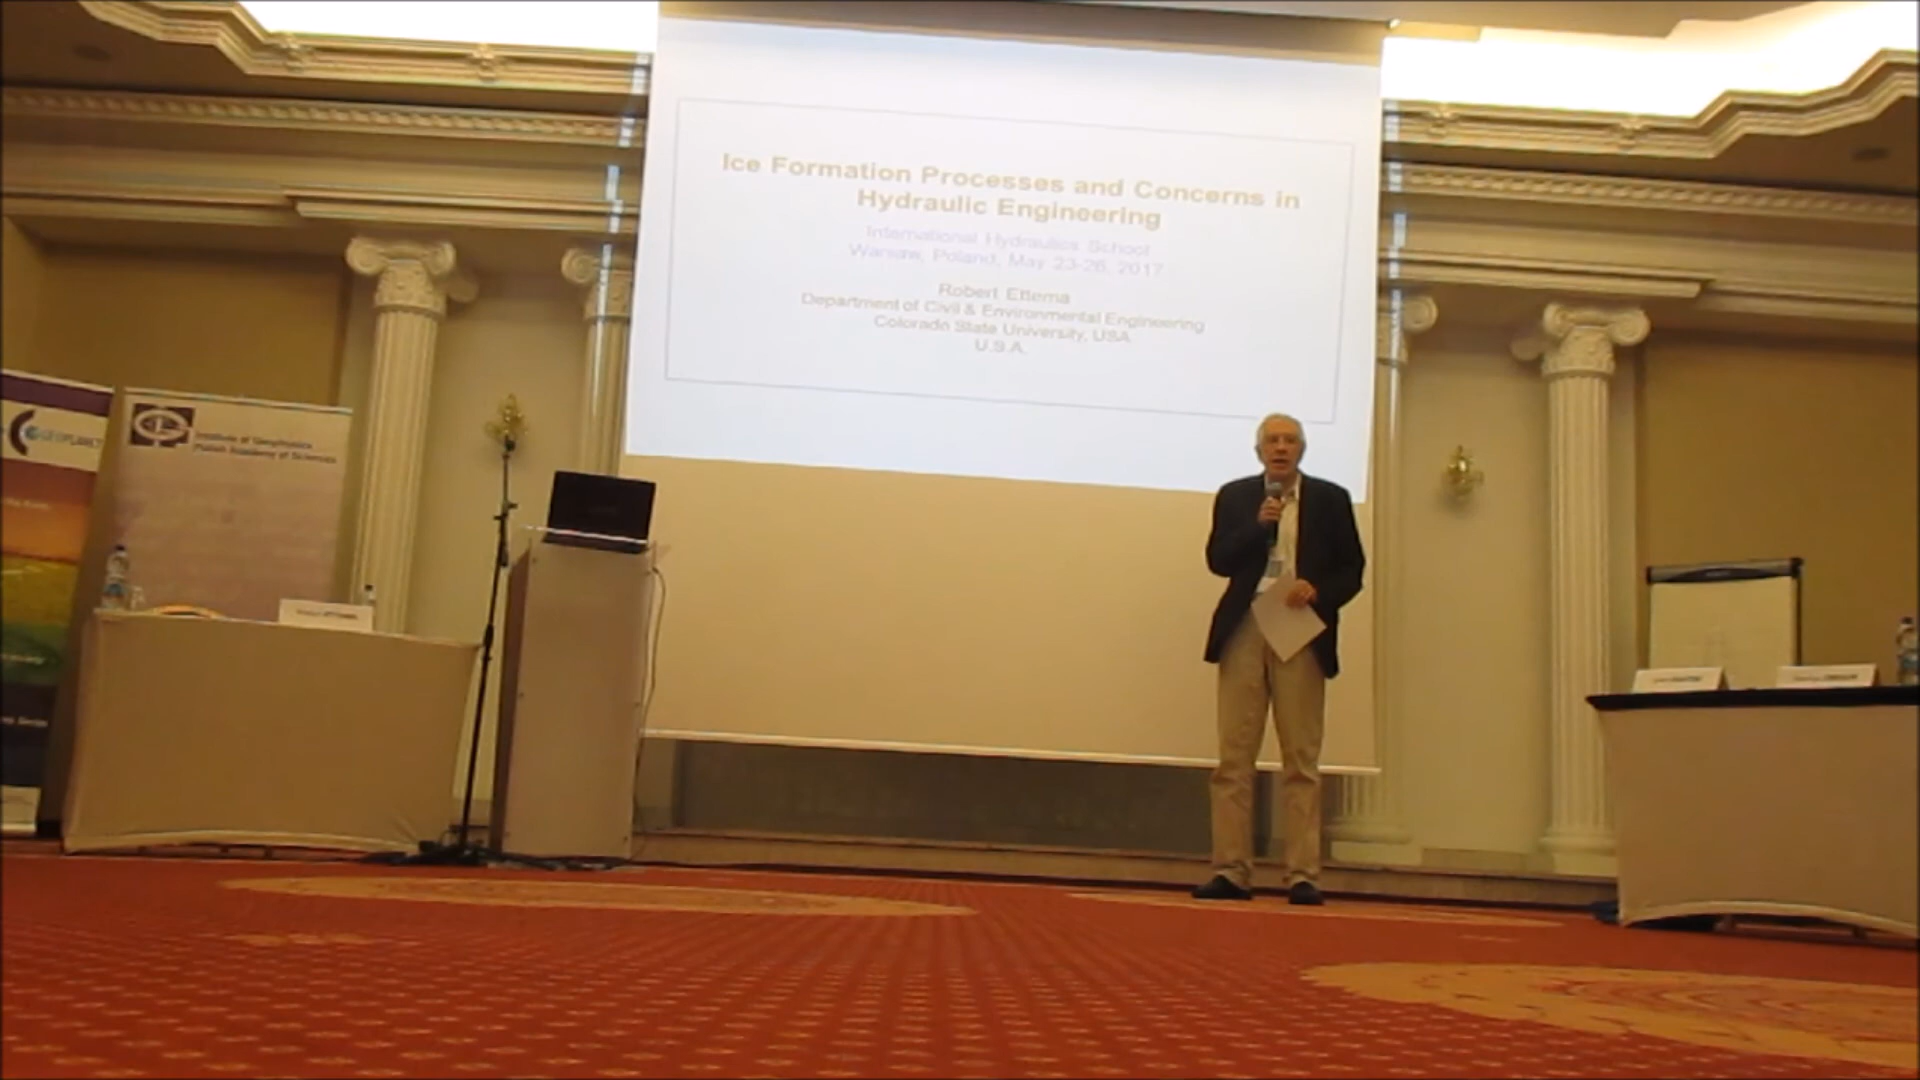 Ice Formation Processes and Concerns in
Hydraulic Engineering
International Hydraulics School
Warsaw, Poland, May 23-26, 2017
Robert Ettema
Department of Civil & Environmental Engineering
Colorado State University, USA
U.S.A.
GEOPLANET
Institute of Geophysics
Polish Academy of Sciences